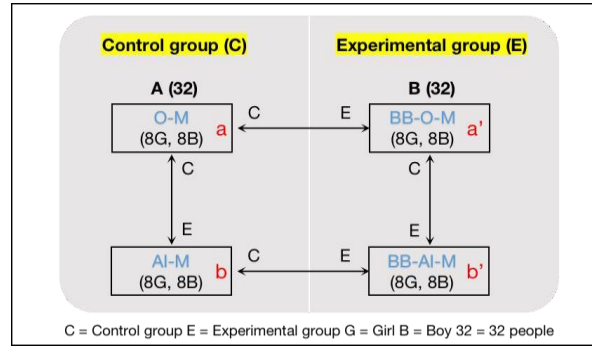 Control group (C) Experimental group (E)
A (32) B (32)
O-M a C E BB-O-M a'
(8G, 8B) (8G, 8B)
C C
E E
AI-M b C E BB-AI-M b'
(8G, 8B) (8G, 8B)
C = Control group E = Experimental group G = Girl B = Boy 32 = 32 people